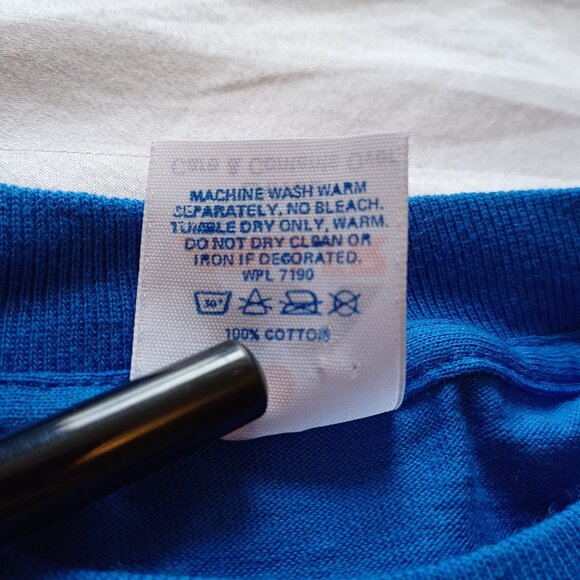 MACHINE WASH WARM
SEPARATELY, NO BLEACH.
TUMBLE DRY ONLY, WARM.
DO NOT DRY CLEAN OR
IRON IF DECORATED.
WPL 7190
30°
100% COTTON